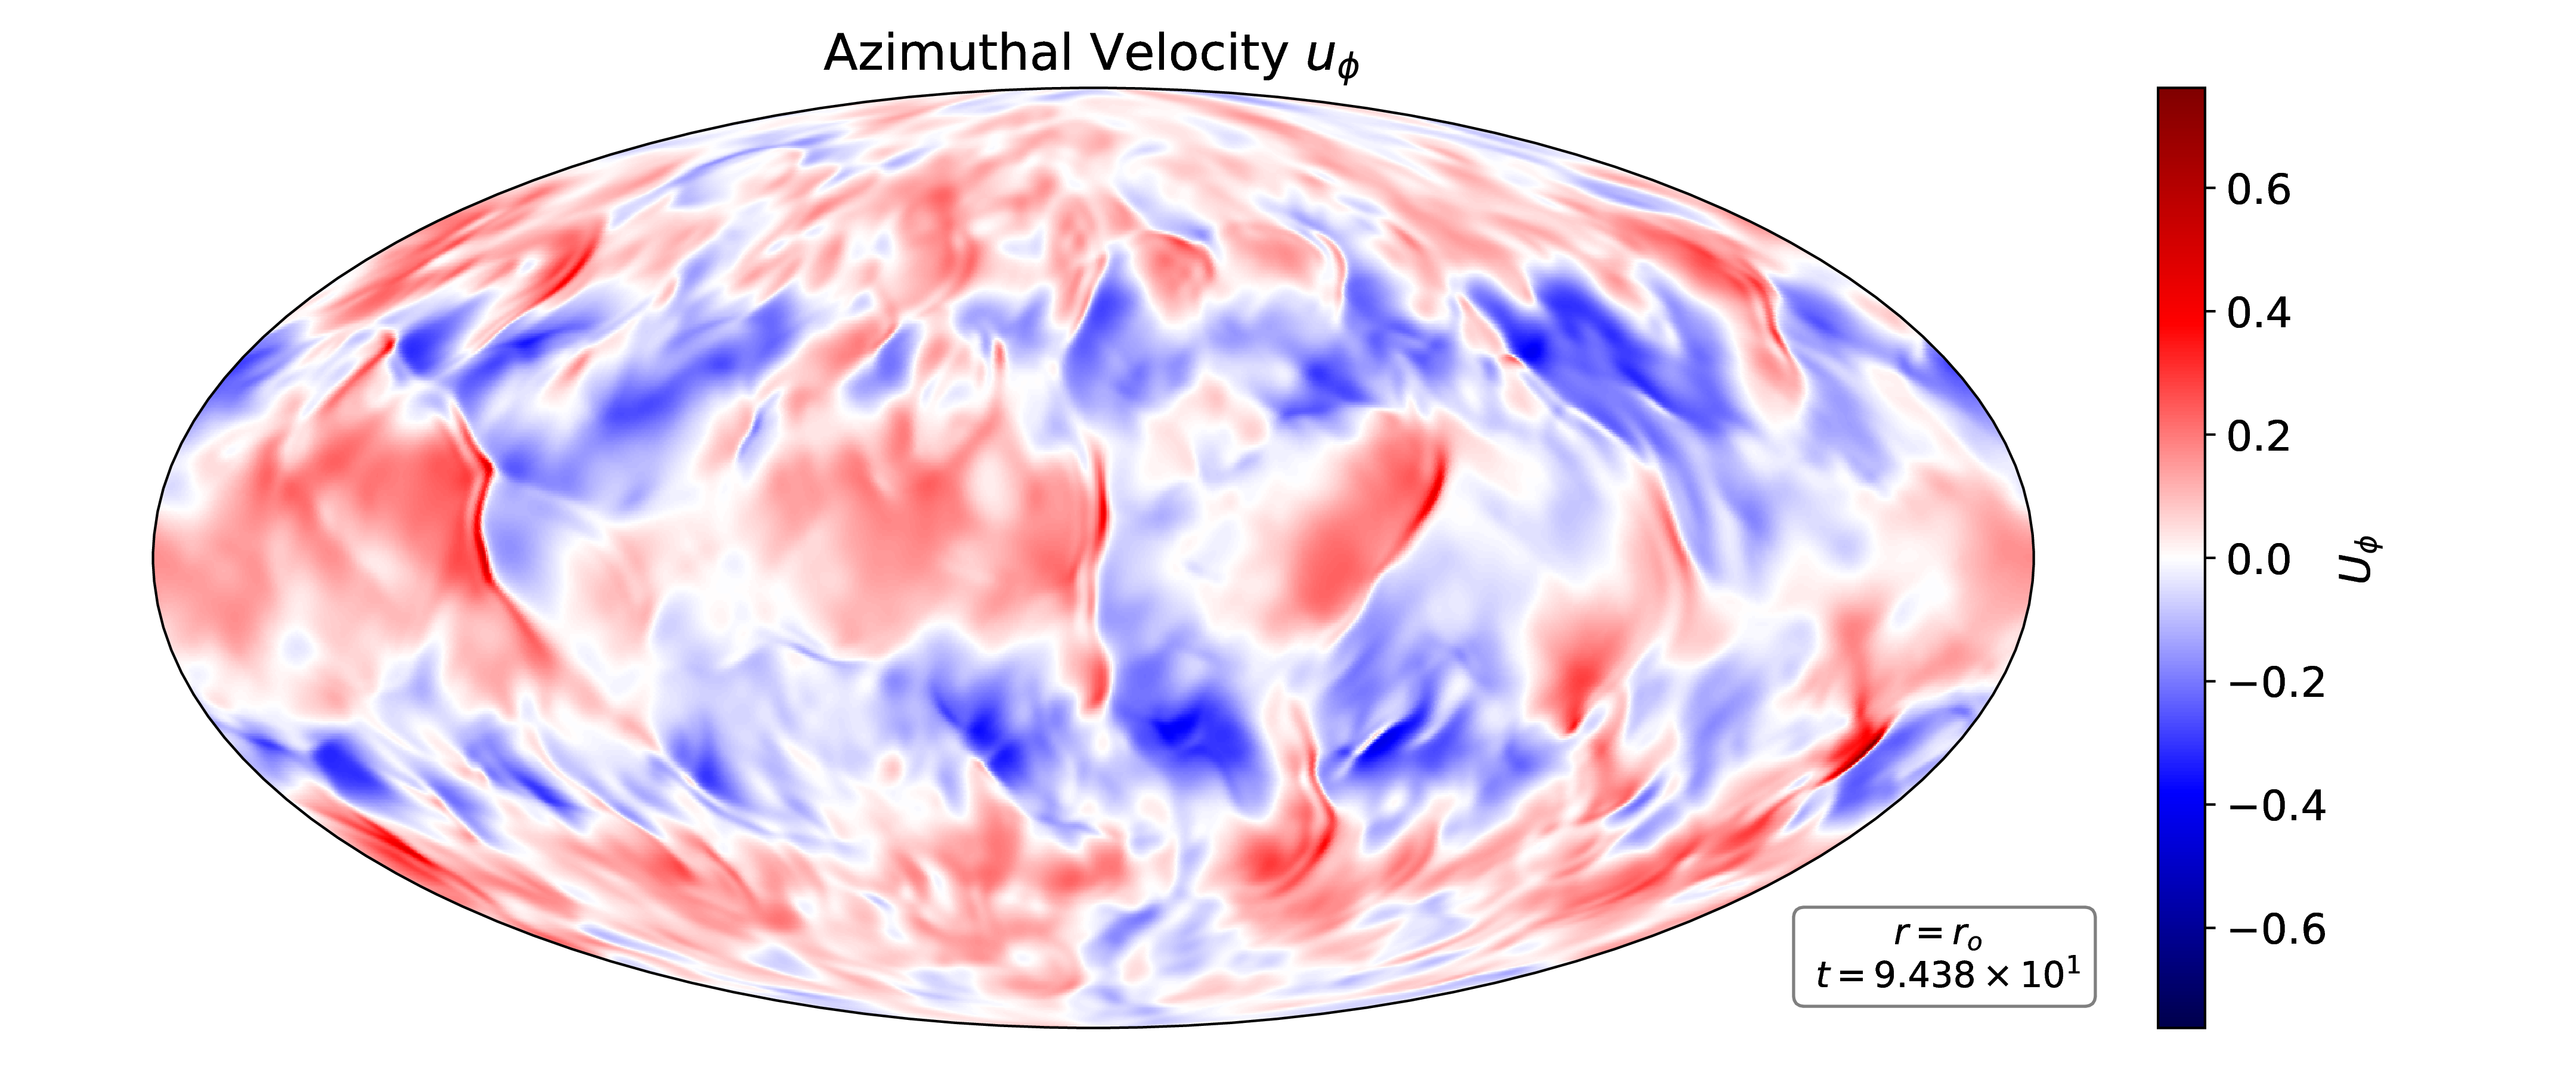 Azimuthal Velocity uϕ
0.6
0.4
0.2
0.0
−0.2
−0.4
−0.6
Uϕ
r = ro
t = 9.438 × 10¹